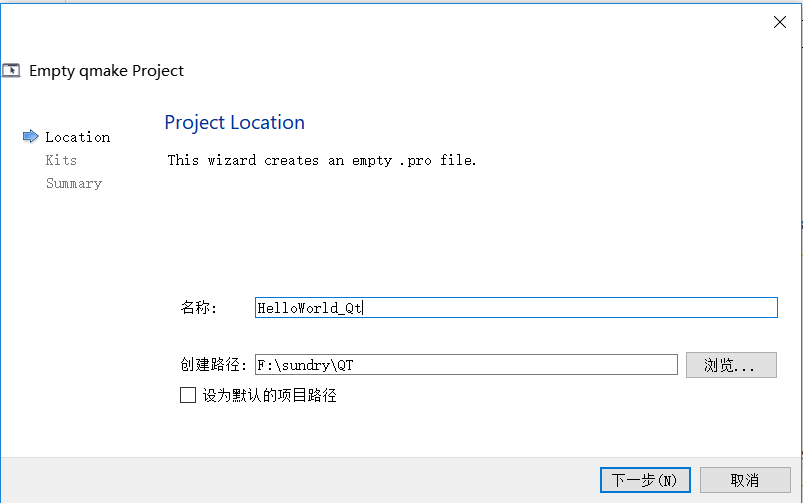 Empty qmake Project
Location
Kits
Summary
Project Location
This wizard creates an empty .pro file.
名称: HelloWorld_Qt
创建路径: F:\sundry\QT 浏览...
设为默认的项目路径
下一步(N) 取消